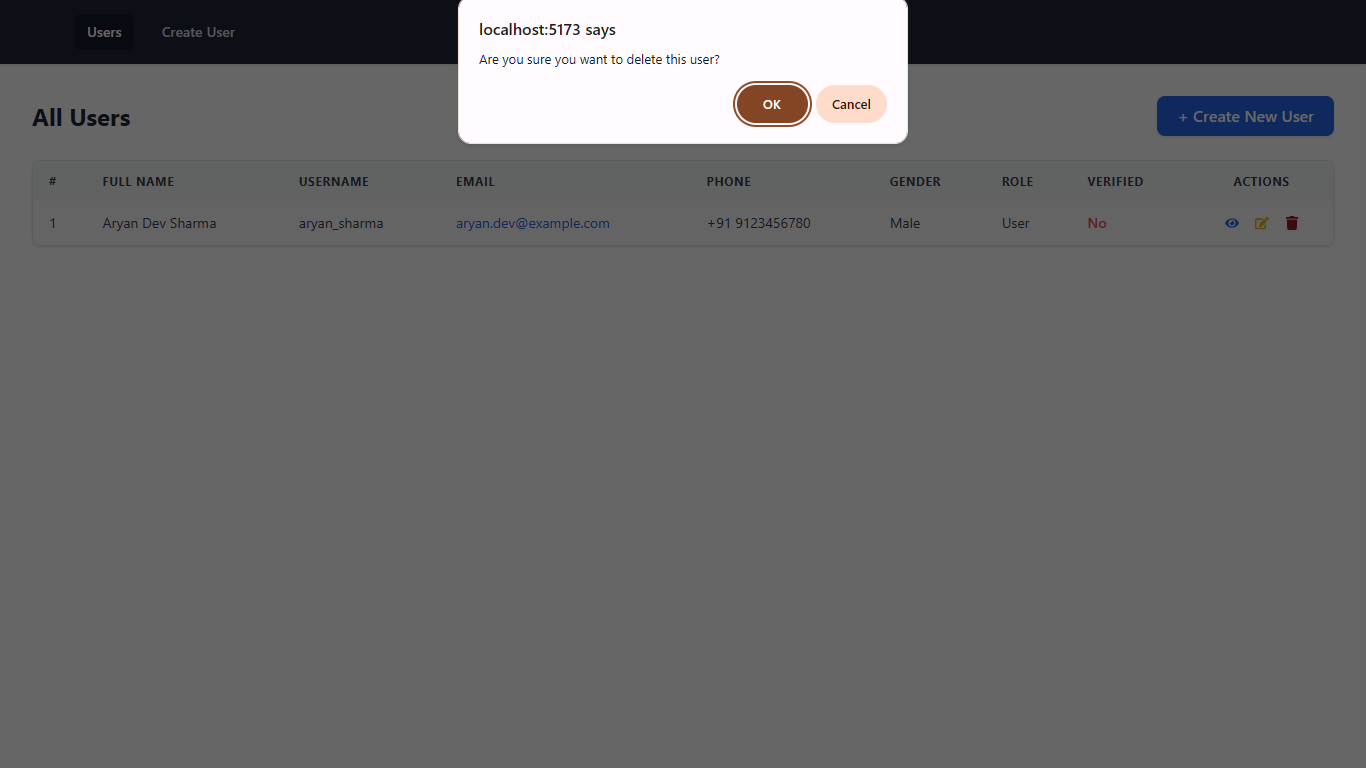 Users Create User
localhost:5173 says
Are you sure you want to delete this user?
OK Cancel
All Users
+ Create New User
# FULL NAME USERNAME EMAIL PHONE GENDER ROLE VERIFIED ACTIONS
1 Aryan Dev Sharma aryan_sharma aryan.dev@example.com +91 9123456780 Male User No